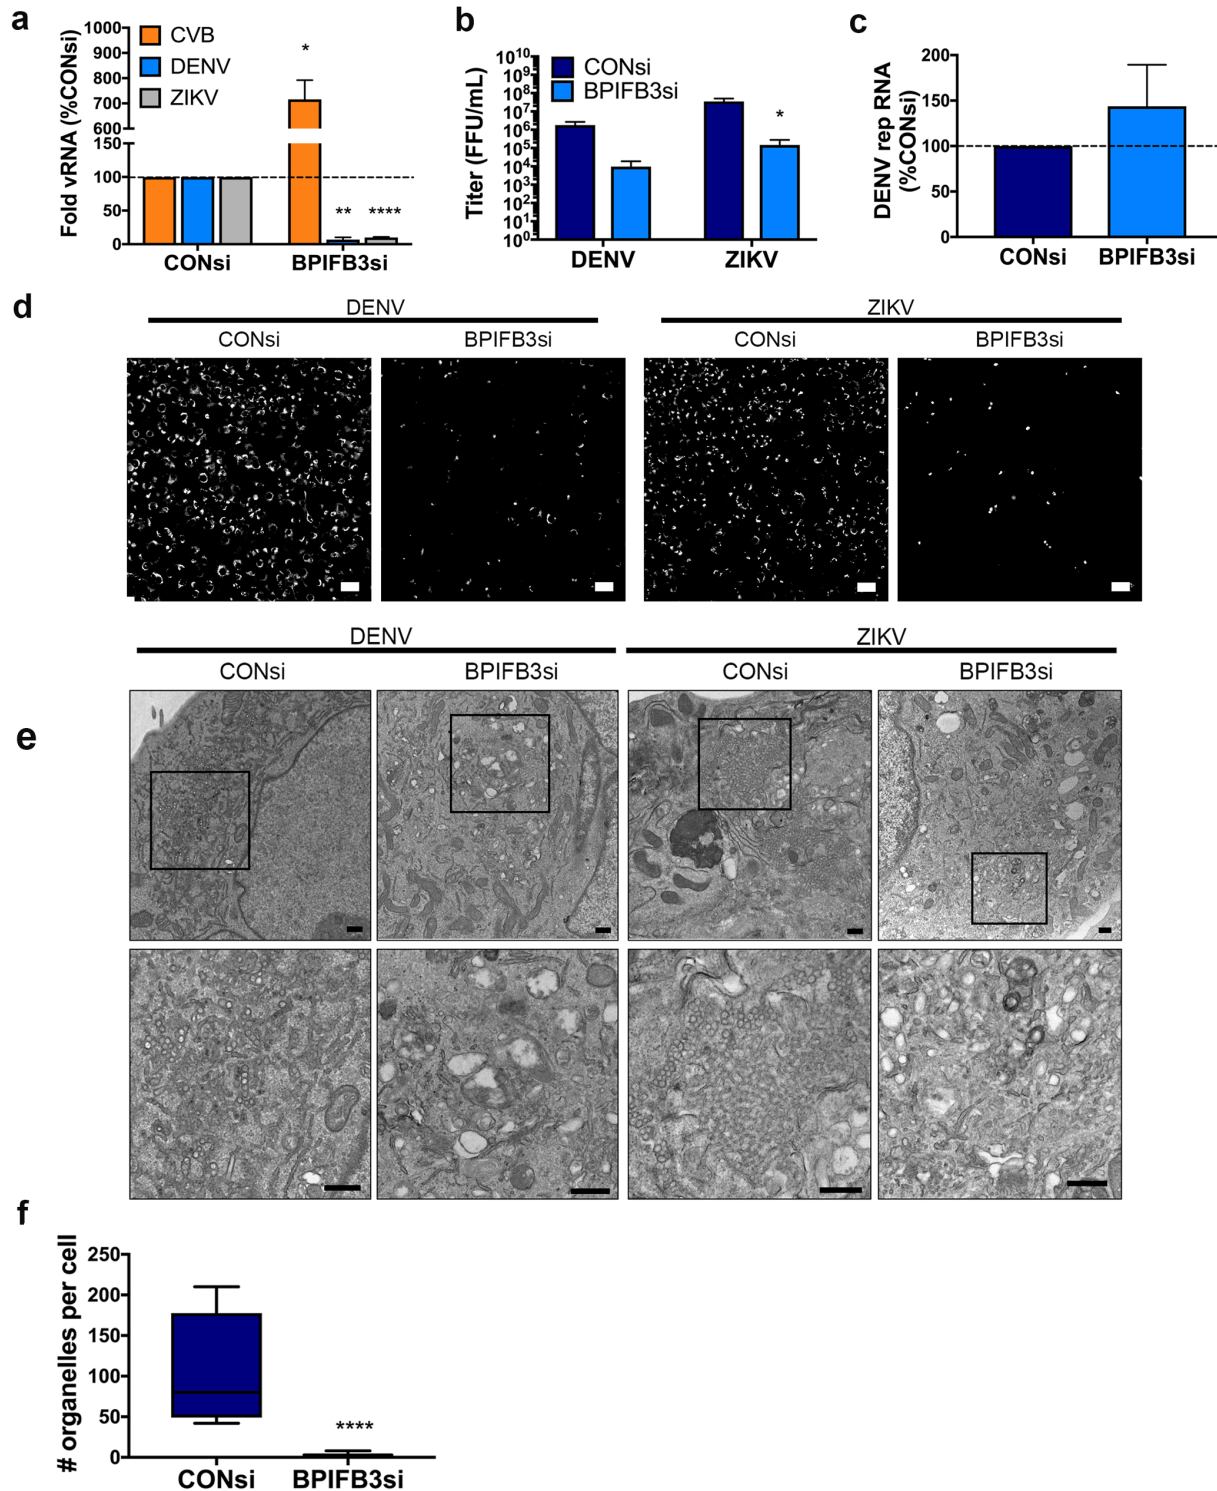 a
Fold vRNA (%CONsi)
1000
900
800
700
600
150
100
50
0
CVB
DENV
ZIKV
*
**
****
CONsi
BPIFB3si
b
Titer (FFU/mL)
10^10
10^9
10^8
10^7
10^6
10^5
10^4
10^3
10^2
10^1
10^0
CONsi
BPIFB3si
*
DENV
ZIKV
c
DENV rep RNA
(%CONsi)
200
150
100
50
0
CONsi
BPIFB3si
d
DENV
ZIKV
CONsi
BPIFB3si
CONsi
BPIFB3si
e
DENV
ZIKV
CONsi
BPIFB3si
CONsi
BPIFB3si
f
# organelles per cell
250
200
150
100
50
0
****
CONsi
BPIFB3si